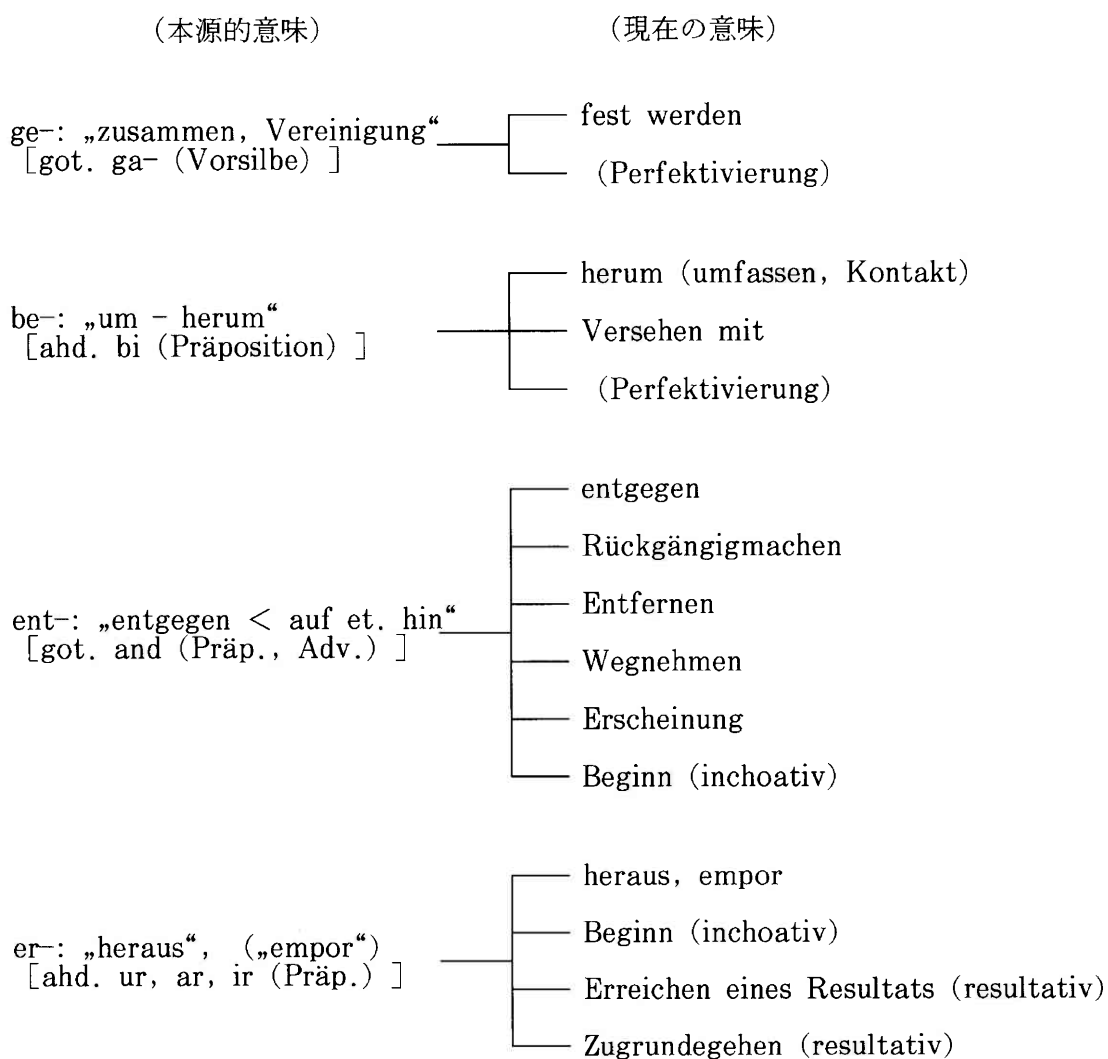 （本源的意味） （現在の意味）
ge-: „zusammen, Vereinigung“
[got. ga- (Vorsilbe) ]
fest werden
(Perfektivierung)
be-: „um - herum“
[ahd. bi (Präposition) ]
herum (umfassen, Kontakt)
Versehen mit
(Perfektivierung)
ent-: „entgegen < auf et. hin“
[got. and (Präp., Adv.) ]
entgegen
Rückgängigmachen
Entfernen
Wegnehmen
Erscheinung
Beginn (inchoativ)
er-: „heraus“, („empor“)
[ahd. ur, ar, ir (Präp.) ]
heraus, empor
Beginn (inchoativ)
Erreichen eines Resultats (resultativ)
Zugrundegehen (resultativ)